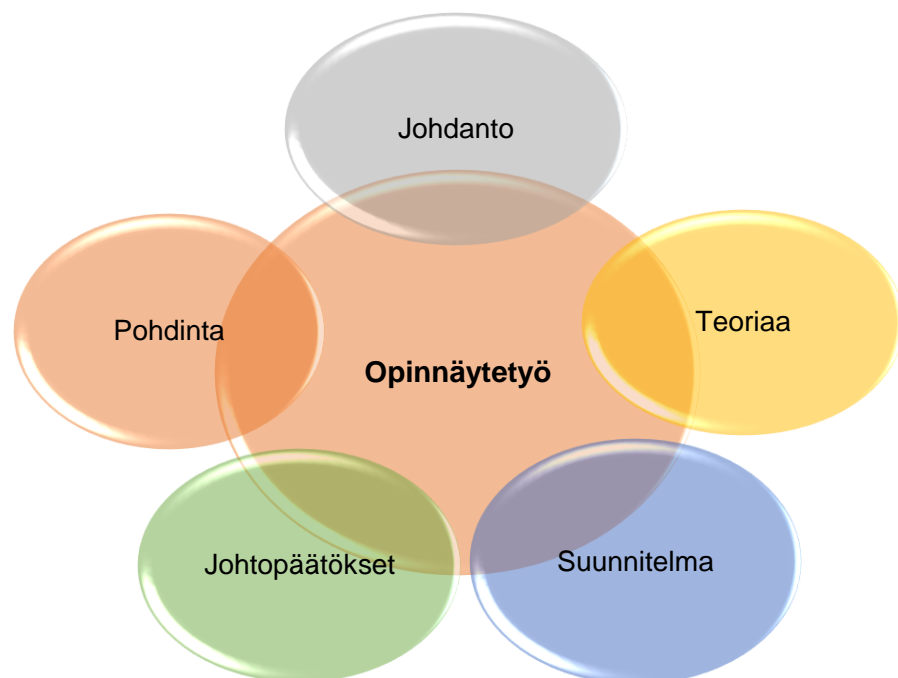 Johdanto
Teoriaa
Pohdinta
Opinnäytetyö
Suunnitelma
Johtopäätökset